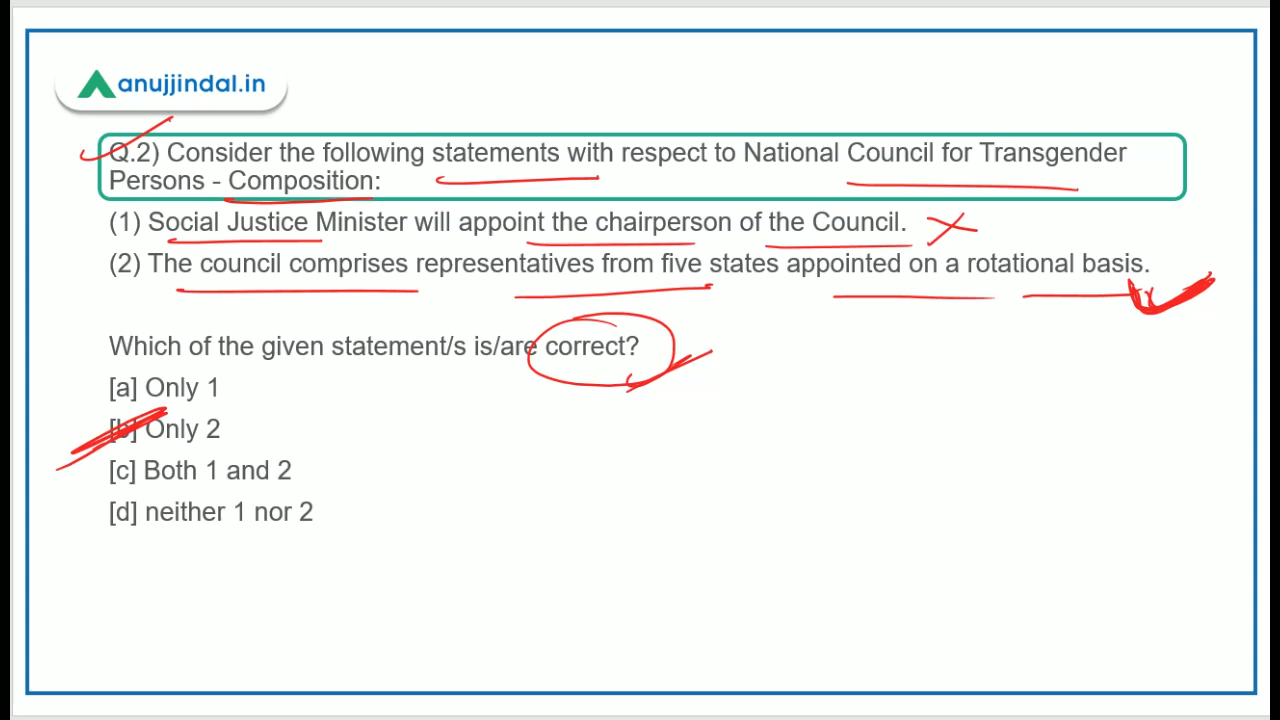 anujjindal.in
Q.2) Consider the following statements with respect to National Council for Transgender
Persons - Composition:
(1) Social Justice Minister will appoint the chairperson of the Council.
(2) The council comprises representatives from five states appointed on a rotational basis.
Which of the given statement/s is/are correct?
[a] Only 1
[b] Only 2
[c] Both 1 and 2
[d] neither 1 nor 2